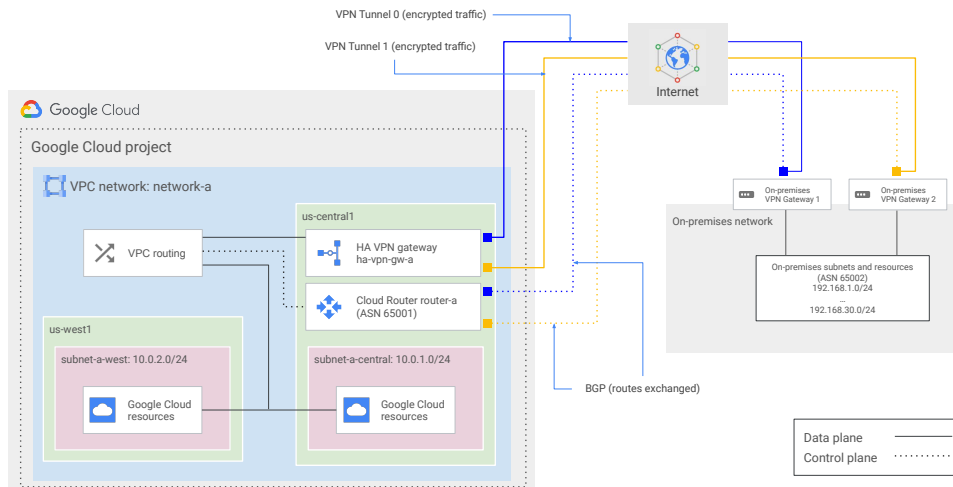 VPN Tunnel 0 (encrypted traffic)
VPN Tunnel 1 (encrypted traffic)
Internet
Google Cloud
Google Cloud project
VPC network: network-a
us-central1
VPC routing
HA VPN gateway
ha-vpn-gw-a
Cloud Router router-a
(ASN 65001)
us-west1
subnet-a-west: 10.0.2.0/24
subnet-a-central: 10.0.1.0/24
Google Cloud
resources
Google Cloud
resources
On-premises
VPN Gateway 1
On-premises
VPN Gateway 2
On-premises network
On-premises subnets and resources
(ASN 65002)
192.168.1.0/24
...
192.168.30.0/24
BGP (routes exchanged)
Data plane
Control plane